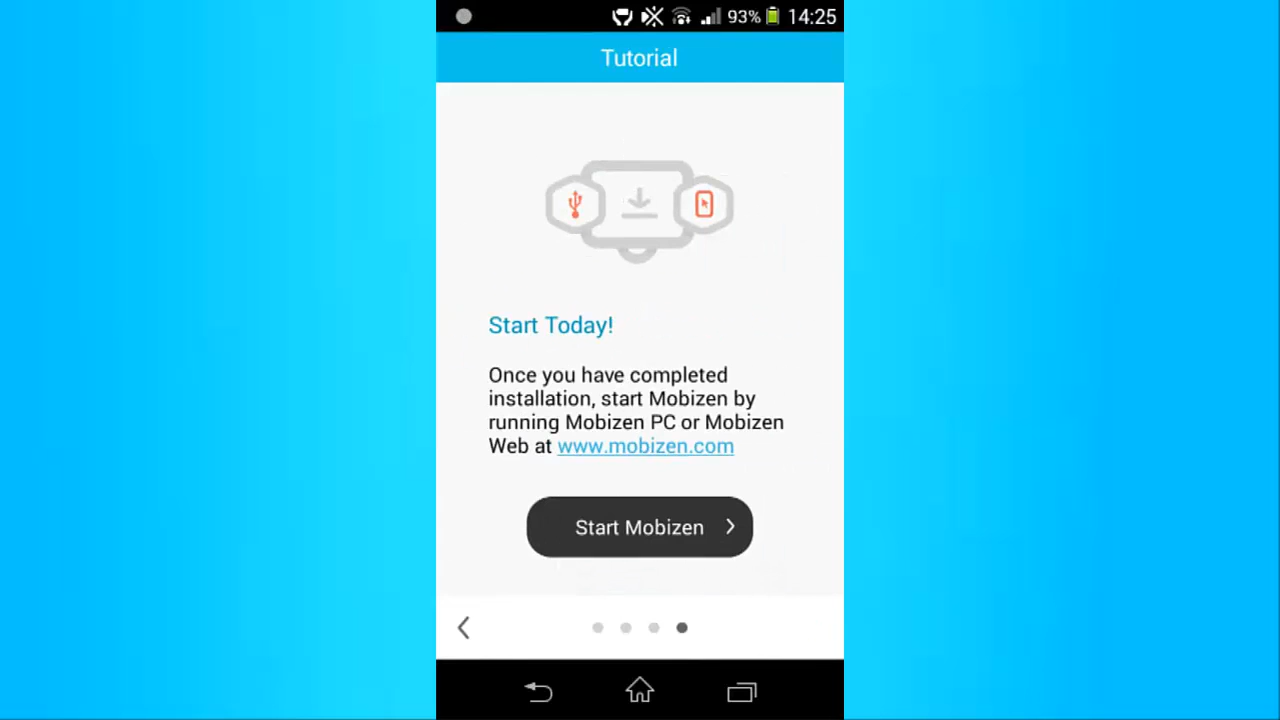 93% 14:25
Tutorial
Start Today!
Once you have completed
installation, start Mobizen by
running Mobizen PC or Mobizen
Web at www.mobizen.com
Start Mobizen